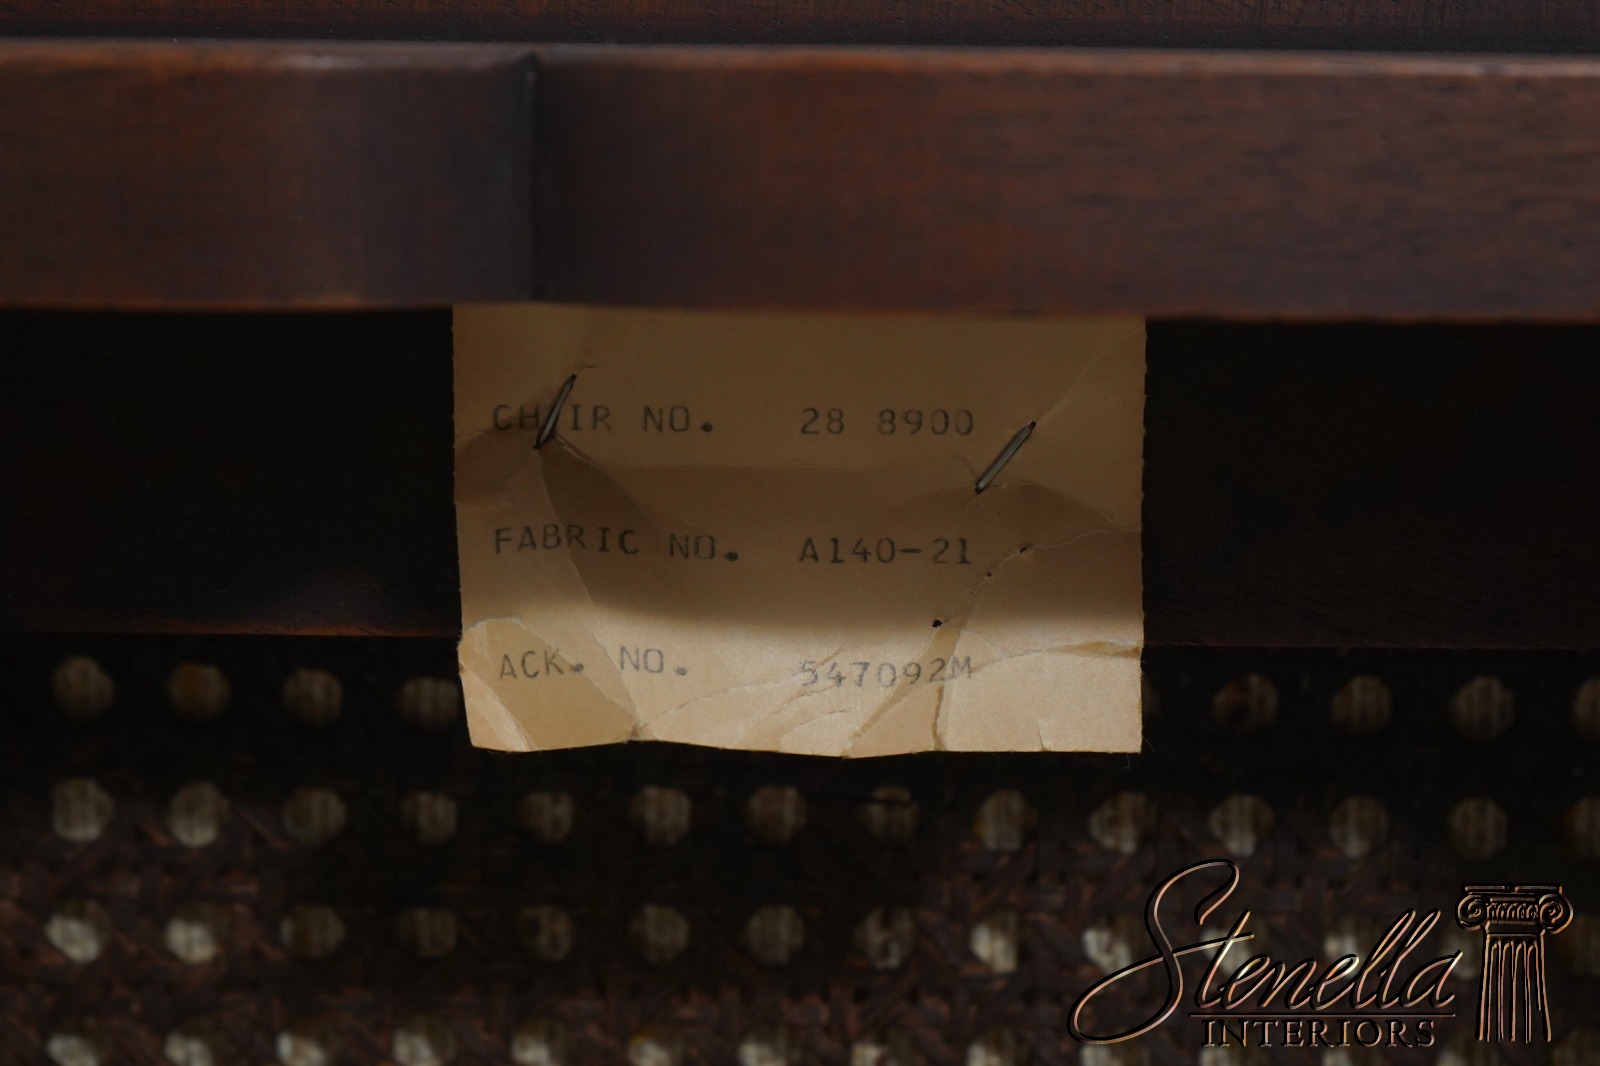 CHAIR NO. 28 8900
FABRIC NO. A140-21
ACK. NO. 547092M
Stenella
INTERIORS